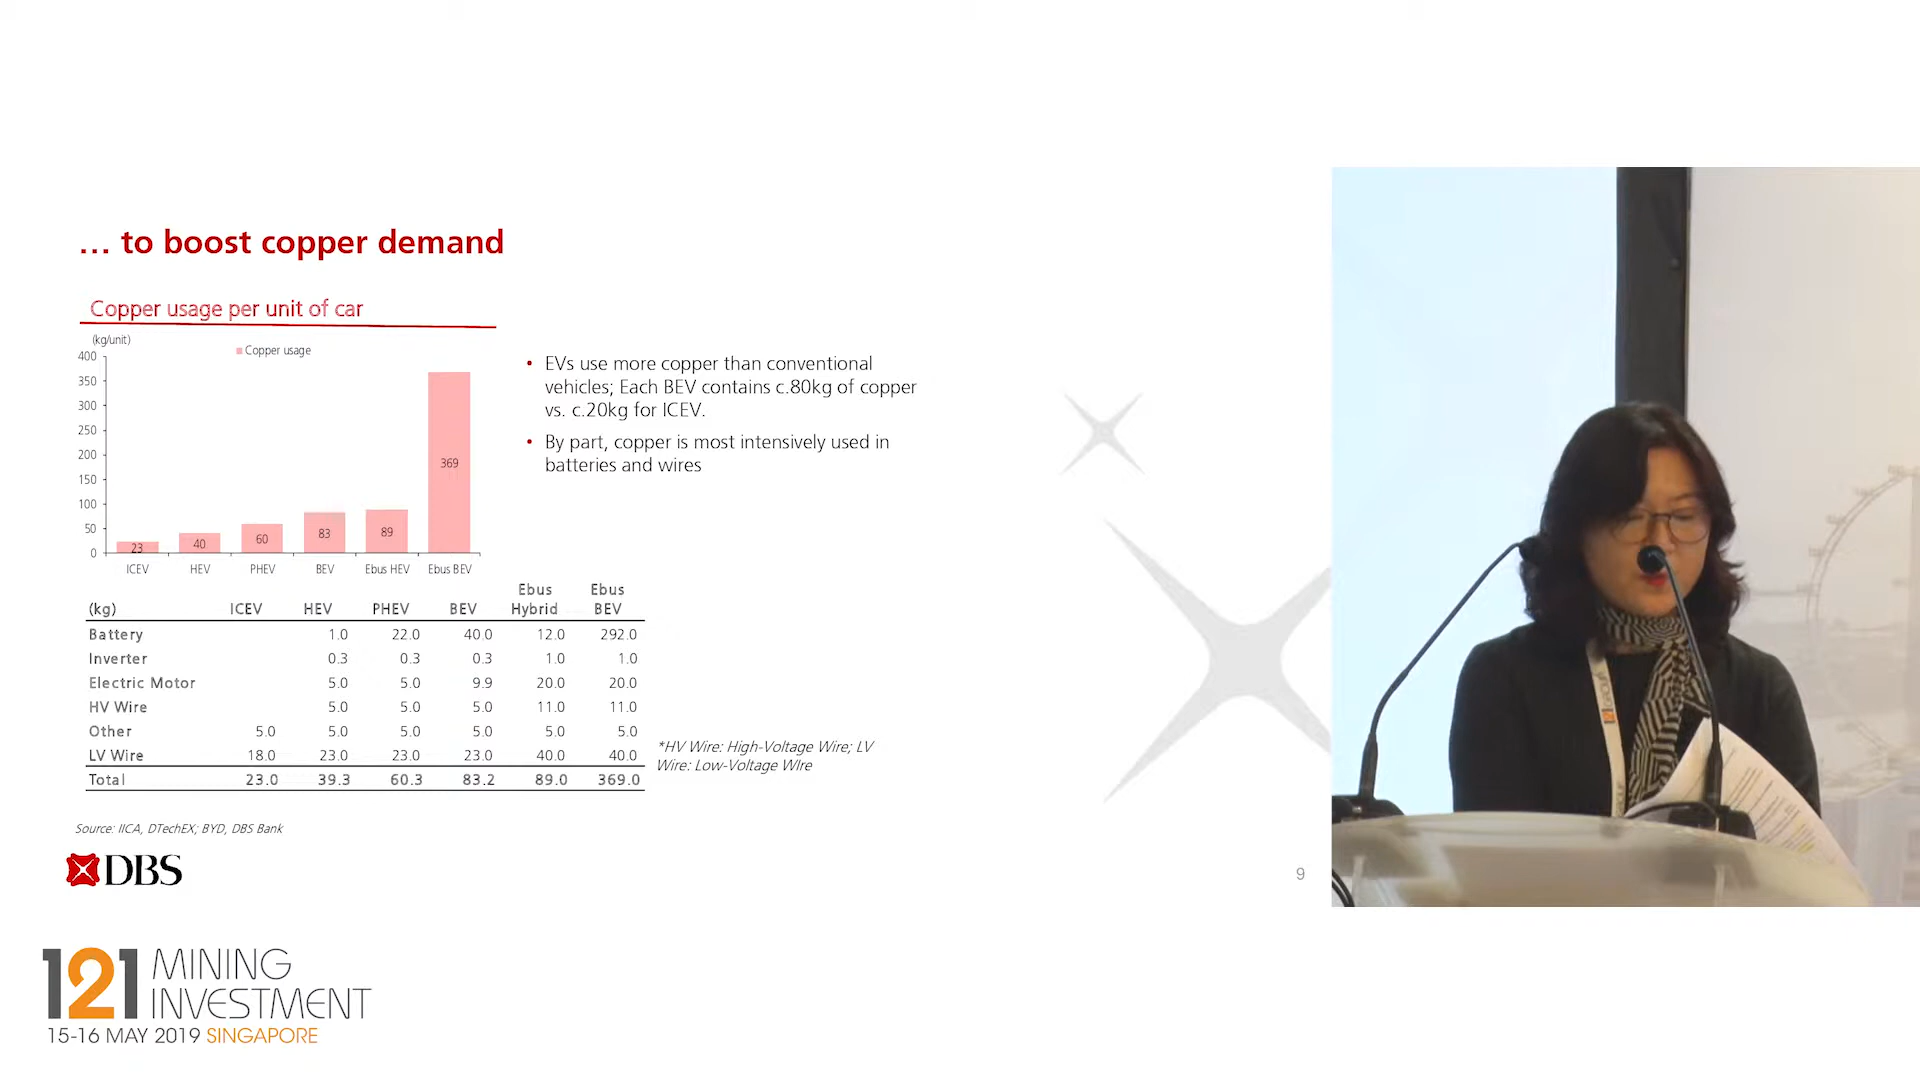 … to boost copper demand
Copper usage per unit of car
(kg/unit)
Copper usage
400
350
300
250
200
150
100
50
0
23
40
60
83
89
369
ICEV HEV PHEV BEV Ebus HEV Ebus BEV
• EVs use more copper than conventional
vehicles; Each BEV contains c.80kg of copper
vs. c.20kg for ICEV.
• By part, copper is most intensively used in
batteries and wires
(kg) ICEV HEV PHEV BEV Ebus Hybrid Ebus BEV
Battery 1.0 22.0 40.0 12.0 292.0
Inverter 0.3 0.3 0.3 1.0 1.0
Electric Motor 5.0 5.0 9.9 20.0 20.0
HV Wire 5.0 5.0 5.0 11.0 11.0
Other 5.0 5.0 5.0 5.0 5.0 5.0
LV Wire 18.0 23.0 23.0 23.0 40.0 40.0
Total 23.0 39.3 60.3 83.2 89.0 369.0
*HV Wire: High-Voltage Wire; LV
Wire: Low-Voltage WIre
Source: IICA, DTechEX; BYD, DBS Bank
DBS
9
121 MINING
INVESTMENT
15-16 MAY 2019 SINGAPORE
121 GROUP